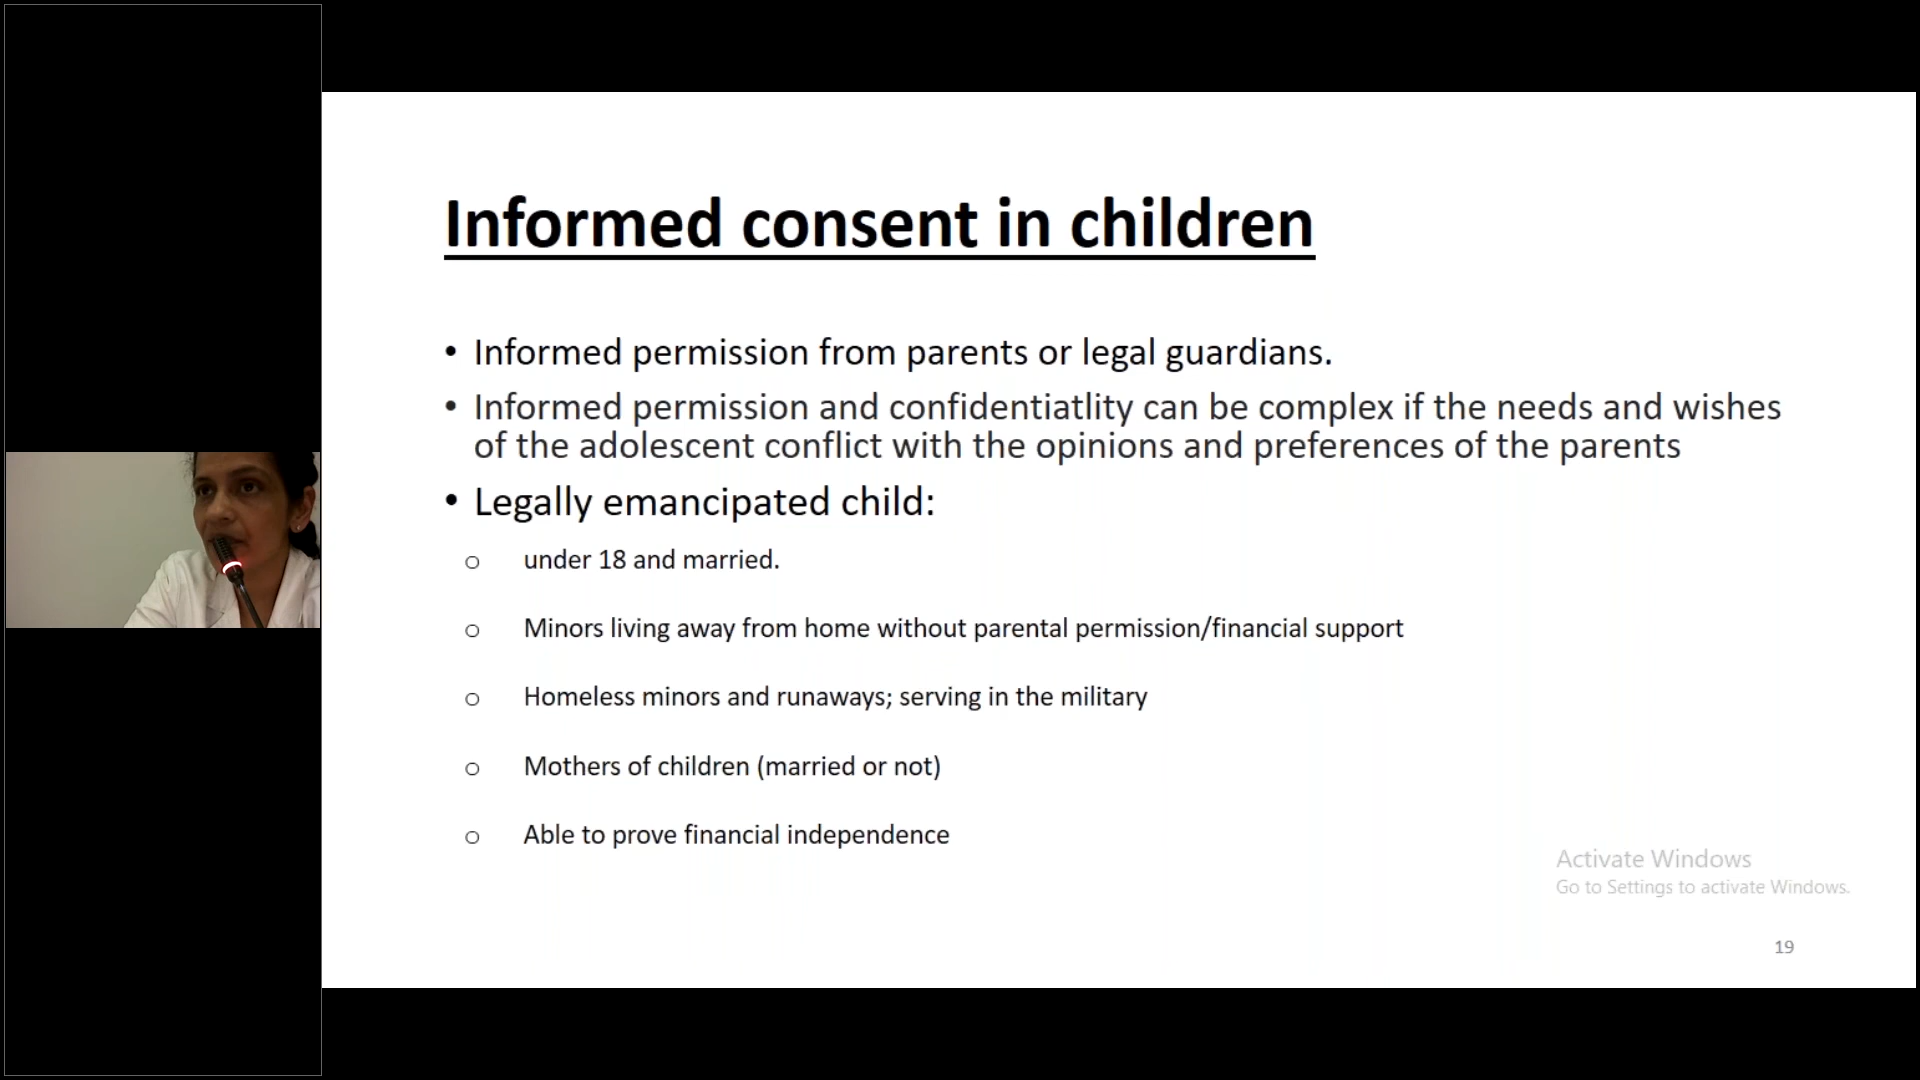 Informed consent in children
• Informed permission from parents or legal guardians.
• Informed permission and confidentiatlity can be complex if the needs and wishes
of the adolescent conflict with the opinions and preferences of the parents
• Legally emancipated child:
o under 18 and married.
o Minors living away from home without parental permission/financial support
o Homeless minors and runaways; serving in the military
o Mothers of children (married or not)
o Able to prove financial independence
Activate Windows
Go to Settings to activate Windows.
19